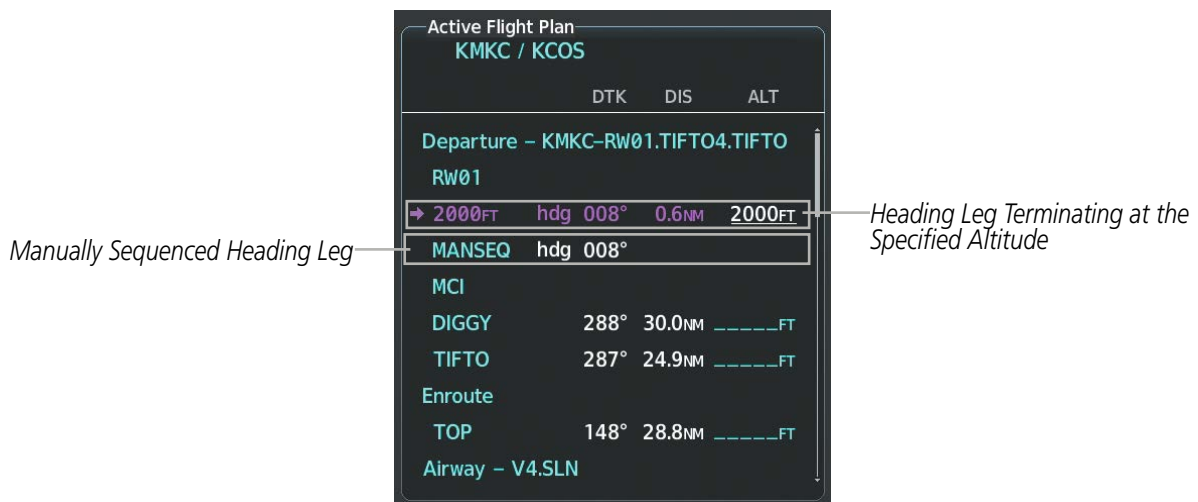 Active Flight Plan
KMKC / KCOS
DTK DIS ALT
Departure – KMKC–RW01.TIFTO4.TIFTO
RW01
2000FT hdg 008° 0.6NM 2000FT
Heading Leg Terminating at the
Specified Altitude
Manually Sequenced Heading Leg
MANSEQ hdg 008°
MCI
DIGGY 288° 30.0NM _____FT
TIFTO 287° 24.9NM _____FT
Enroute
TOP 148° 28.8NM _____FT
Airway – V4.SLN